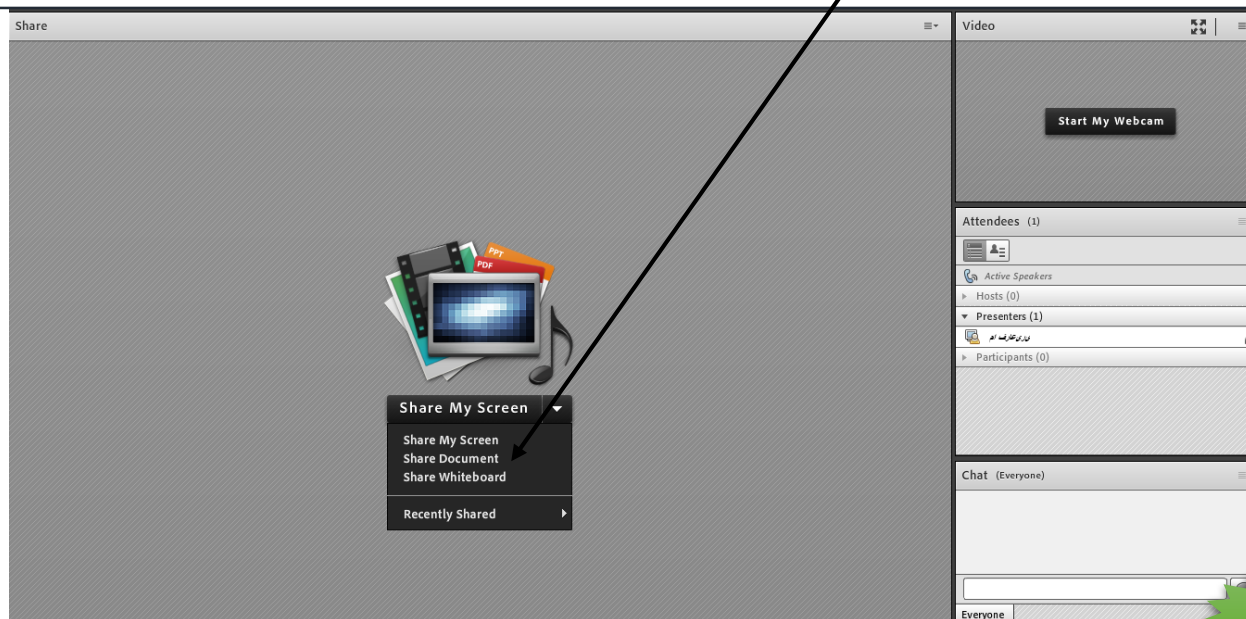 Share
Video
Start My Webcam
Attendees (1)
Active Speakers
Hosts (0)
Presenters (1)
Participants (0)
PPT
PDF
Share My Screen
Share My Screen
Share Document
Share Whiteboard
Recently Shared
Chat (Everyone)
Everyone